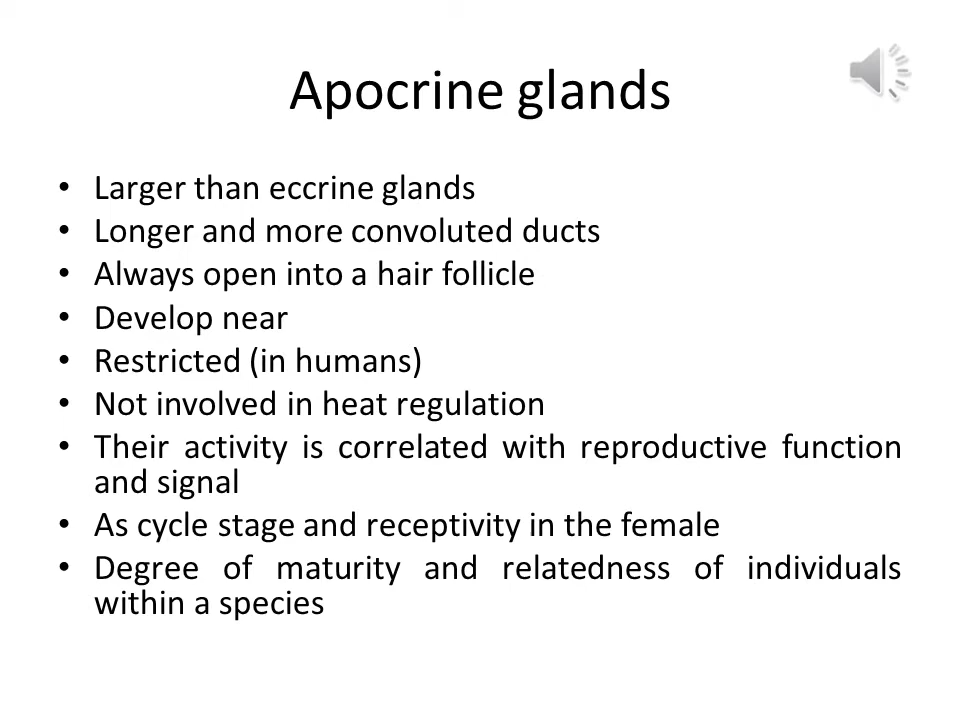 Apocrine glands
• Larger than eccrine glands
• Longer and more convoluted ducts
• Always open into a hair follicle
• Develop near
• Restricted (in humans)
• Not involved in heat regulation
• Their activity is correlated with reproductive function
and signal
• As cycle stage and receptivity in the female
• Degree of maturity and relatedness of individuals
within a species